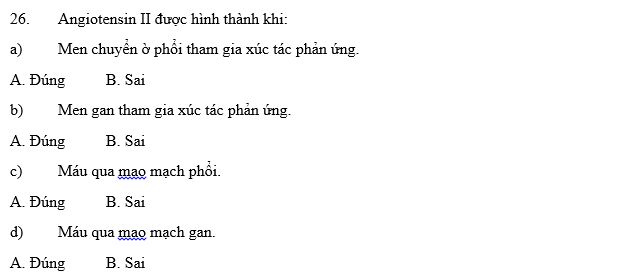 26. Angiotensin II được hình thành khi:
a) Men chuyển ở phổi tham gia xúc tác phản ứng.
A. Đúng B. Sai
b) Men gan tham gia xúc tác phản ứng.
A. Đúng B. Sai
c) Máu qua mao mạch phổi.
A. Đúng B. Sai
d) Máu qua mao mạch gan.
A. Đúng B. Sai